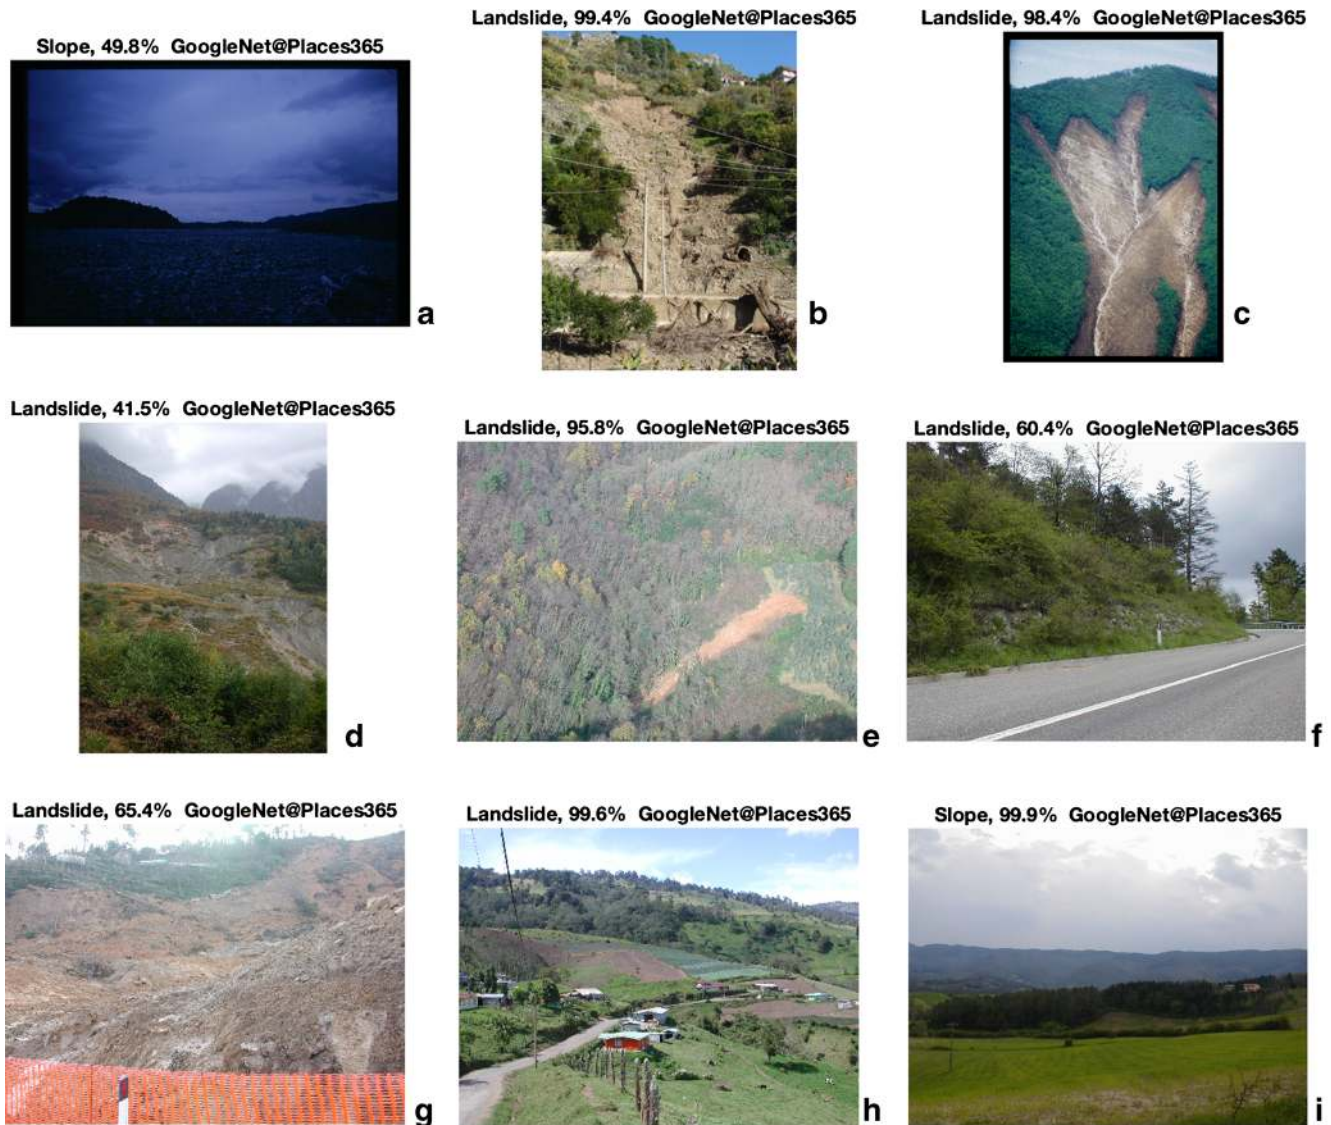 Slope, 49.8% GoogleNet@Places365
a
Landslide, 99.4% GoogleNet@Places365
b
Landslide, 98.4% GoogleNet@Places365
c
Landslide, 41.5% GoogleNet@Places365
d
Landslide, 95.8% GoogleNet@Places365
e
Landslide, 60.4% GoogleNet@Places365
f
Landslide, 65.4% GoogleNet@Places365
g
Landslide, 99.6% GoogleNet@Places365
h
Slope, 99.9% GoogleNet@Places365
i